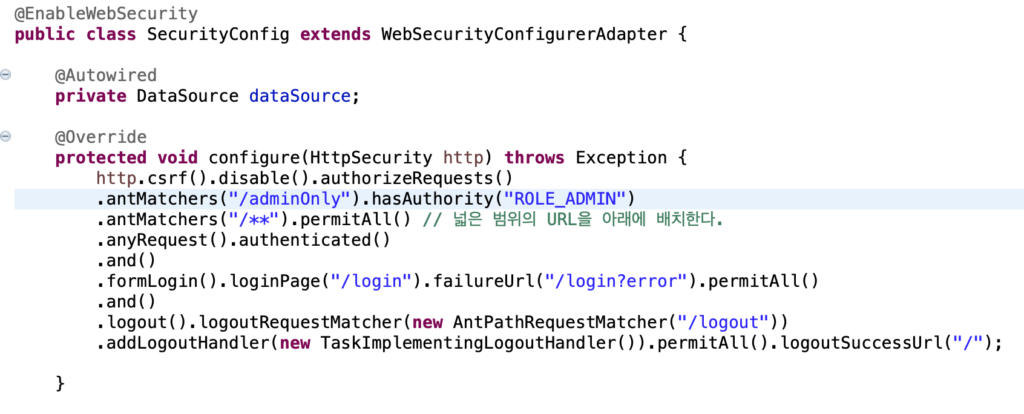 @EnableWebSecurity
public class SecurityConfig extends WebSecurityConfigurerAdapter {
@Autowired
private DataSource dataSource;
@Override
protected void configure(HttpSecurity http) throws Exception {
http.csrf().disable().authorizeRequests()
.antMatchers("/adminOnly").hasAuthority("ROLE_ADMIN")
.antMatchers("/**").permitAll() // 넓은 범위의 URL을 아래에 배치한다.
.anyRequest().authenticated()
.and()
.formLogin().loginPage("/login").failureUrl("/login?error").permitAll()
.and()
.logout().logoutRequestMatcher(new AntPathRequestMatcher("/logout"))
.addLogoutHandler(new TaskImplementingLogoutHandler()).permitAll().logoutSuccessUrl("/");
}